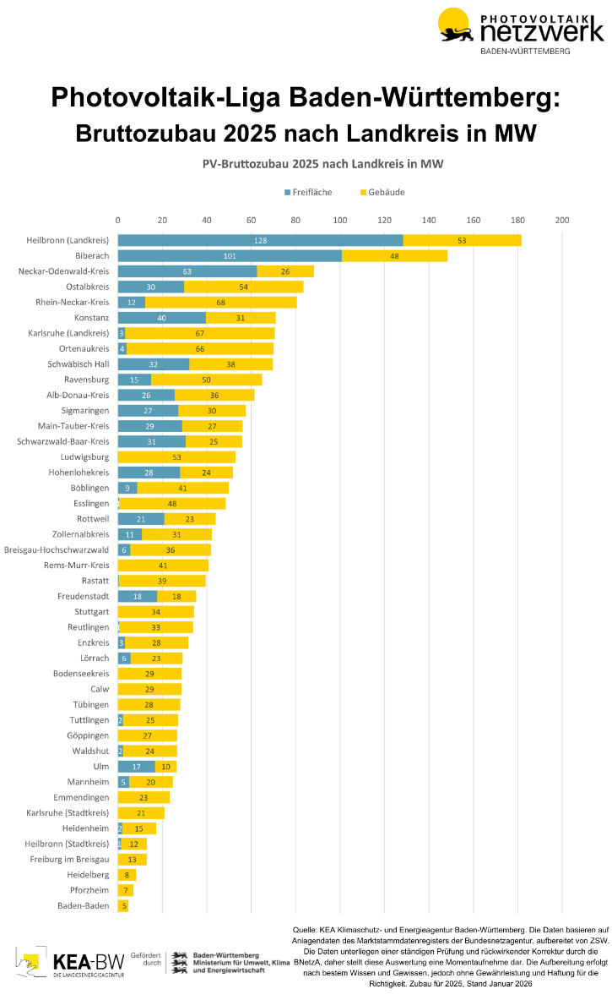 PHOTOVOLTAIK
netzwerk
BADEN-WÜRTTEMBERG
Photovoltaik-Liga Baden-Württemberg:
Bruttozubau 2025 nach Landkreis in MW
PV-Bruttozubau 2025 nach Landkreis in MW
Freifläche Gebäude
0 20 40 60 80 100 120 140 160 180 200
Heilbronn (Landkreis) 128 53
Biberach 101 48
Neckar-Odenwald-Kreis 63 26
Ostalbkreis 30 54
Rhein-Neckar-Kreis 12 68
Konstanz 40 31
Karlsruhe (Landkreis) 3 67
Ortenaukreis 4 66
Schwäbisch Hall 32 38
Ravensburg 15 50
Alb-Donau-Kreis 26 36
Sigmaringen 27 30
Main-Tauber-Kreis 29 27
Schwarzwald-Baar-Kreis 31 25
Ludwigsburg 53
Hohenlohekreis 28 24
Böblingen 9 41
Esslingen 48
Rottweil 21 23
Zollernalbkreis 11 31
Breisgau-Hochschwarzwald 6 36
Rems-Murr-Kreis 41
Rastatt 39
Freudenstadt 18 18
Stuttgart 34
Reutlingen 33
Enzkreis 3 28
Lörrach 6 23
Bodenseekreis 29
Calw 29
Tübingen 28
Tuttlingen 2 25
Göppingen 27
Waldshut 2 24
Ulm 17 10
Mannheim 5 20
Emmendingen 23
Karlsruhe (Stadtkreis) 21
Heidenheim 2 15
Heilbronn (Stadtkreis) 1 12
Freiburg im Breisgau 13
Heidelberg 8
Pforzheim 7
Baden-Baden 5
KEA-BW
DIE LANDESENERGIEAGENTUR
Gefördert
durch
Baden-Württemberg
Ministerium für Umwelt, Klima
und Energiewirtschaft
Quelle: KEA Klimaschutz- und Energieagentur Baden-Württemberg. Die Daten basieren auf
Anlagendaten des Marktstammdatenregisters der Bundesnetzagentur, aufbereitet von ZSW.
Die Daten unterliegen einer ständigen Prüfung und rückwirkender Korrektur durch die
BNetzA, daher stellt diese Auswertung eine Momentaufnahme dar. Die Aufbereitung erfolgt
nach bestem Wissen und Gewissen, jedoch ohne Gewährleistung und Haftung für die
Richtigkeit. Zubau für 2025, Stand Januar 2026